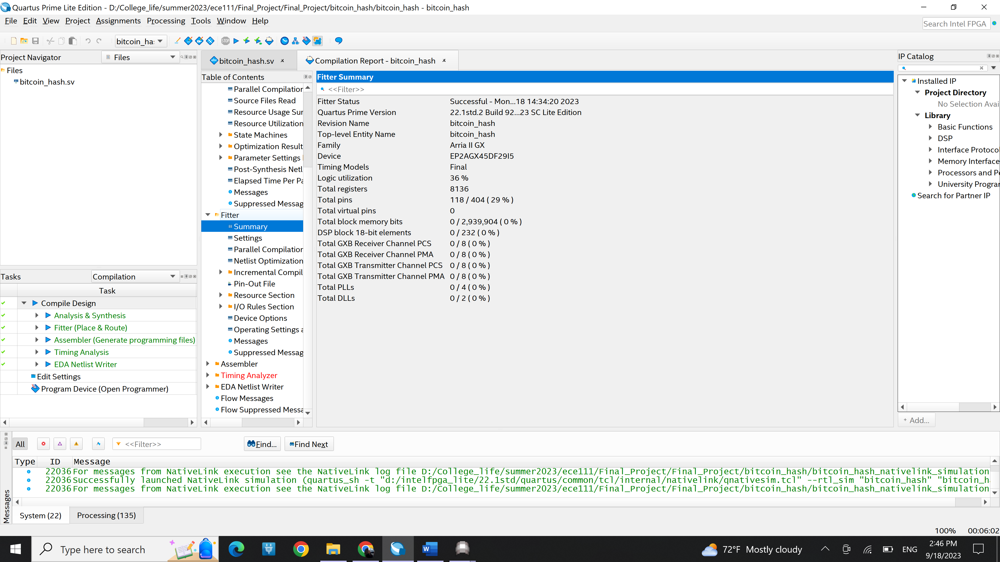 Quartus Prime Lite Edition - D:/College_life/summer2023/ece111/Final_Project/Final_Project/bitcoin_hash/bitcoin_hash - bitcoin_hash
File Edit View Project Assignments Processing Tools Window Help
Search Intel FPGA
bitcoin_ha
STOP
Project Navigator
Files
Files
bitcoin_hash.sv
Tasks
Compilation
Task
Compile Design
Analysis & Synthesis
Fitter (Place & Route)
Assembler (Generate programming files)
Timing Analysis
EDA Netlist Writer
Edit Settings
Program Device (Open Programmer)
abc bitcoin_hash.sv
Compilation Report - bitcoin_hash
Table of Contents
Parallel Compilation
Source Files Read
Resource Usage Sur
Resource Utilization
State Machines
Optimization Result
Parameter Settings
Post-Synthesis Netl
Elapsed Time Per Pa
Messages
Suppressed Messag
Fitter
Summary
Settings
Parallel Compilation
Netlist Optimization
Incremental Compil
Pin-Out File
Resource Section
I/O Rules Section
Device Options
Operating Settings a
Messages
Suppressed Messag
Assembler
Timing Analyzer
EDA Netlist Writer
Flow Messages
Flow Suppressed Messa
Fitter Summary
<<Filter>>
Fitter Status Successful - Mon...18 14:34:20 2023
Quartus Prime Version 22.1std.2 Build 92...23 SC Lite Edition
Revision Name bitcoin_hash
Top-level Entity Name bitcoin_hash
Family Arria II GX
Device EP2AGX45DF29I5
Timing Models Final
Logic utilization 36 %
Total registers 8136
Total pins 118 / 404 ( 29 % )
Total virtual pins 0
Total block memory bits 0 / 2,939,904 ( 0 % )
DSP block 18-bit elements 0 / 232 ( 0 % )
Total GXB Receiver Channel PCS 0 / 8 ( 0 % )
Total GXB Receiver Channel PMA 0 / 8 ( 0 % )
Total GXB Transmitter Channel PCS 0 / 8 ( 0 % )
Total GXB Transmitter Channel PMA 0 / 8 ( 0 % )
Total PLLs 0 / 4 ( 0 % )
Total DLLs 0 / 2 ( 0 % )
IP Catalog
Installed IP
Project Directory
No Selection Avai
Library
Basic Functions
DSP
Interface Protoco
Memory Interface
Processors and Pe
University Program
Search for Partner IP
+ Add...
Messages
All
<<Filter>>
Find...
Find Next
Type ID Message
22036 For messages from NativeLink execution see the NativeLink log file D:/College_life/summer2023/ece111/Final_Project/Final_Project/bitcoin_hash/bitcoin_hash_nativelink_simulation
22036 Successfully launched NativeLink simulation (quartus_sh -t "d:/intelfpga_lite/22.1std/quartus/common/tcl/internal/nativelink/qnativesim.tcl" --rtl_sim "bitcoin_hash" "bitcoin_ha
22036 For messages from NativeLink execution see the NativeLink log file D:/College_life/summer2023/ece111/Final_Project/Final_Project/bitcoin_hash/bitcoin_hash_nativelink_simulation
System (22)
Processing (135)
100% 00:06:02
Type here to search
W
72°F Mostly cloudy
ENG
2:46 PM
9/18/2023